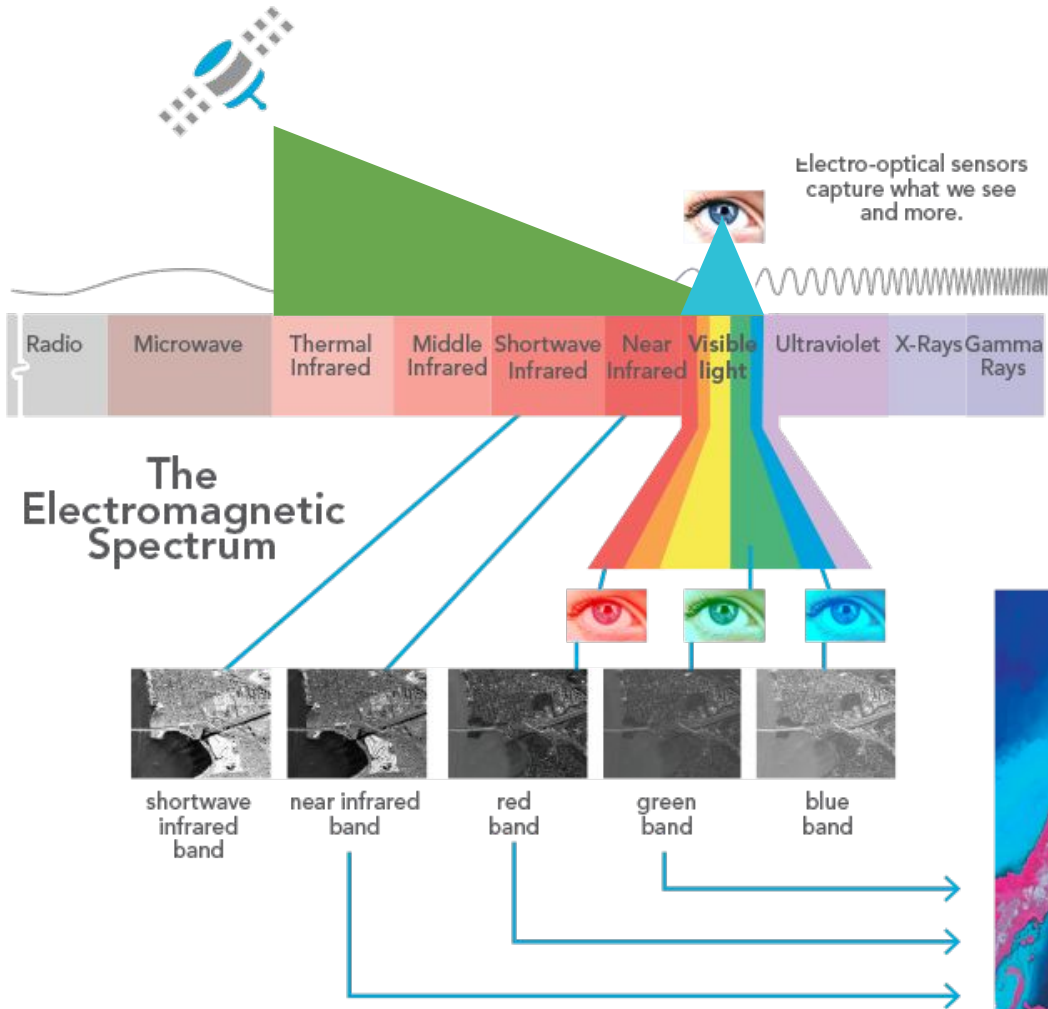 Electro-optical sensors
capture what we see
and more.
Radio
Microwave
Thermal
Infrared
Middle
Infrared
Shortwave
Infrared
Near
Infrared
Visible
light
Ultraviolet
X-Rays
Gamma
Rays
The
Electromagnetic
Spectrum
shortwave
infrared
band
near infrared
band
red
band
green
band
blue
band